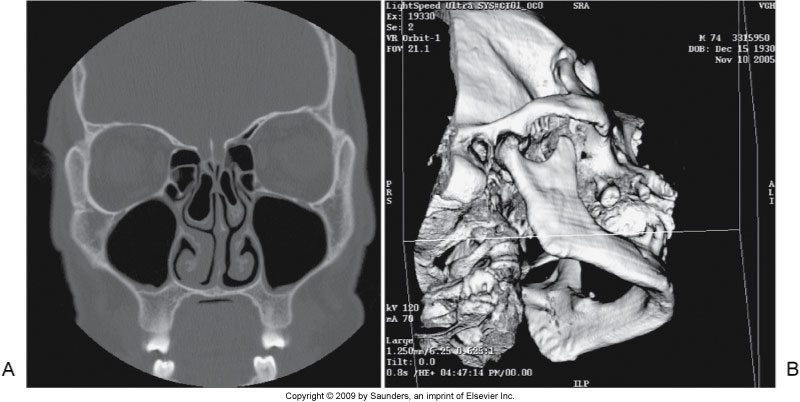 LightSpeed Ultra SYS#CT01_OC0
SRA
VGH
Ex: 19330
Se: 2
VR Orbit-1
FOV 21.1
M 74 3315950
DOB: Dec 15 1930
Nov 10 2005
P
R
S
A
L
I
kV 120
mA 70
Large
1.250mm/6.25 0.625:1
Tilt: 0.0
0.8s /HE+ 04:47:14 PM/00.00
ILP
A
B
Copyright © 2009 by Saunders, an imprint of Elsevier Inc.